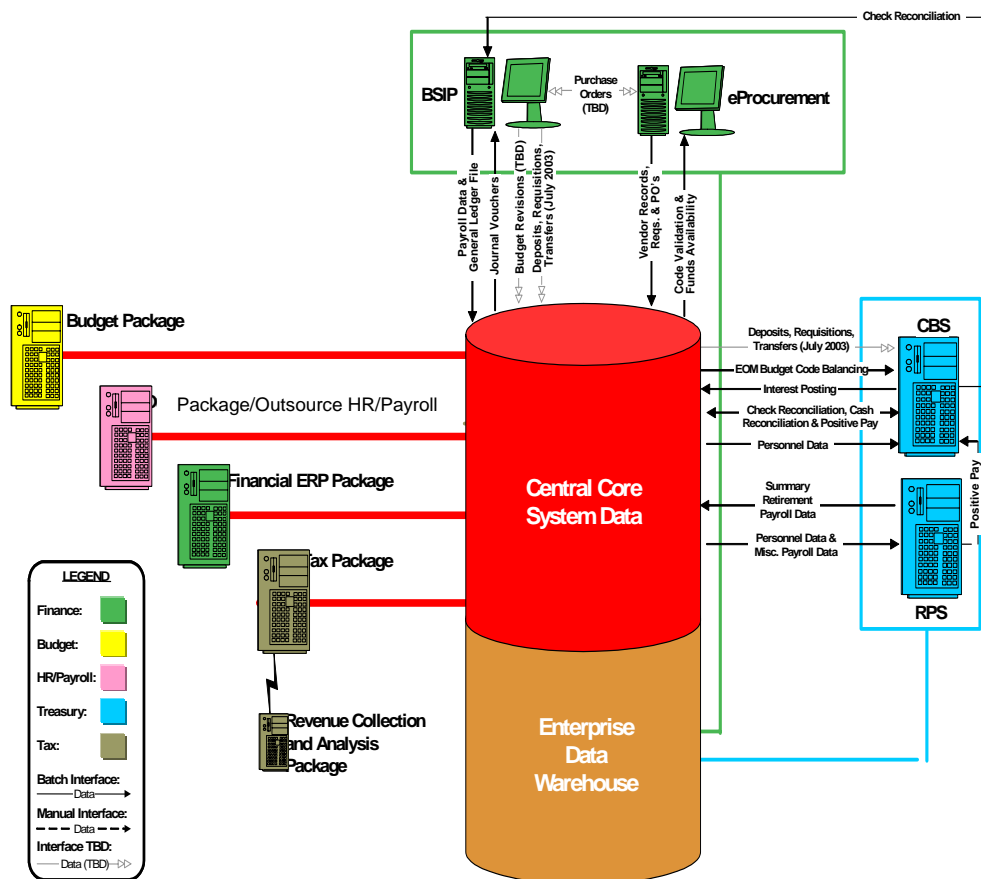 Check Reconciliation
BSIP
Purchase
Orders
(TBD)
eProcurement
Payroll Data &
General Ledger File
Journal Vouchers
Budget Revisions (TBD)
Deposits, Requisitions,
Transfers (July 2003)
Vendor Records,
Reqs. & PO's
Code Validation &
Funds Availability
Budget Package
Package/Outsource HR/Payroll
Financial ERP Package
Tax Package
Revenue Collection
and Analysis
Package
Central Core
System Data
Enterprise
Data
Warehouse
Deposits, Requisitions,
Transfers (July 2003)
EOM Budget Code Balancing
Interest Posting
Check Reconciliation, Cash
Reconciliation & Positive Pay
Personnel Data
Summary
Retirement
Payroll Data
Personnel Data &
Misc. Payroll Data
CBS
Positive Pay
RPS
LEGEND
Finance:
Budget:
HR/Payroll:
Treasury:
Tax:
Batch Interface:
Data
Manual Interface:
Data
Interface TBD:
Data (TBD)